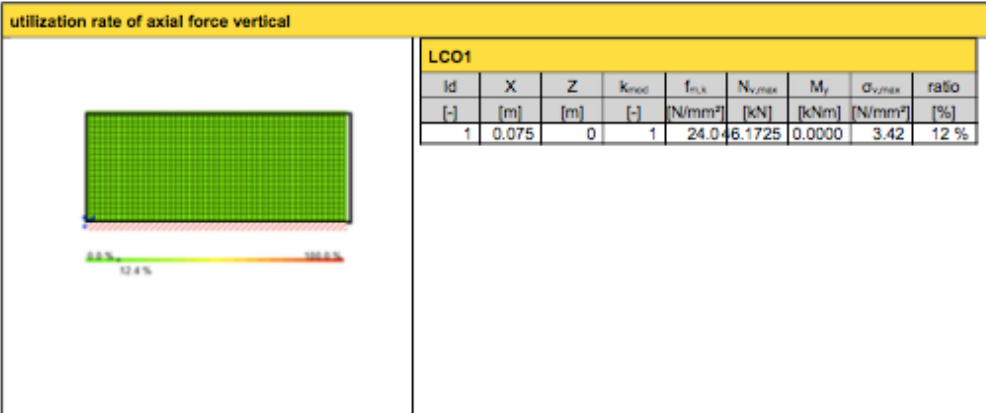 utilization rate of axial force vertical
LCO1
Id X Z kmod fm,k Nv,max My σv,max ratio
[-] [m] [m] [-] [N/mm²] [kN] [kNm] [N/mm²] [%]
1 0.075 0 1 24.0 46.1725 0.0000 3.42 12 %
0.0 % 100.0 %
12.4 %